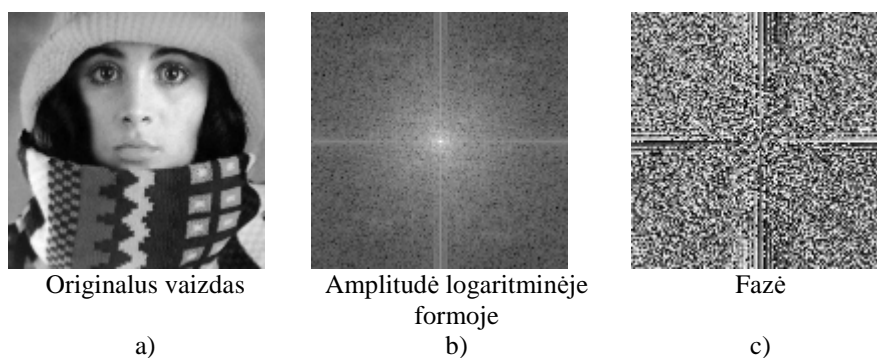 Originalus vaizdas
Amplitudė logaritminėje
formoje
Fazė
a)
b)
c)